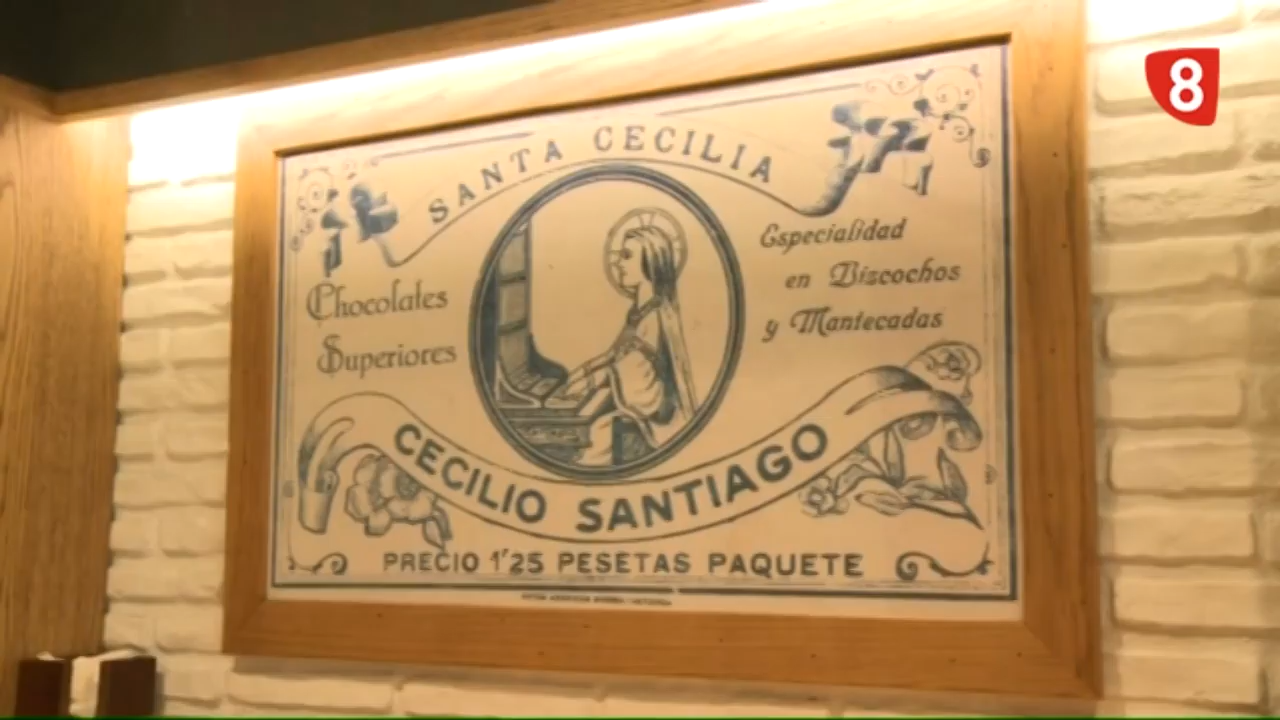 8
SANTA CECILIA
Chocolates
Superiores
Especialidad
en Bizcochos
y Mantecadas
CECILIO SANTIAGO
PRECIO 1'25 PESETAS PAQUETE